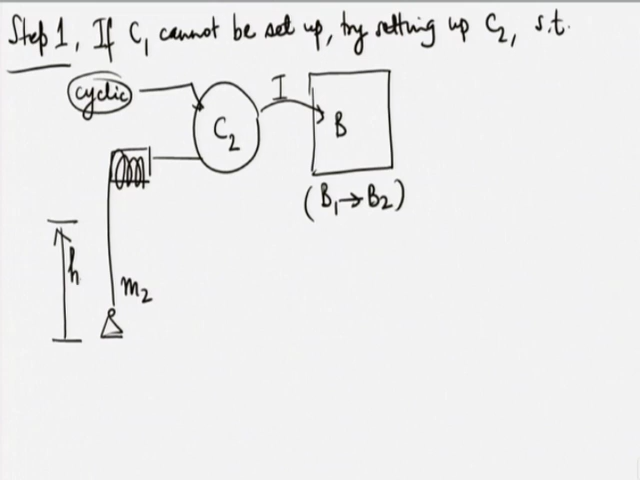 Step 1, If C1 cannot be set up, try setting up C2, s.t.
cyclic
I
C2
B
(B1→B2)
h
m2